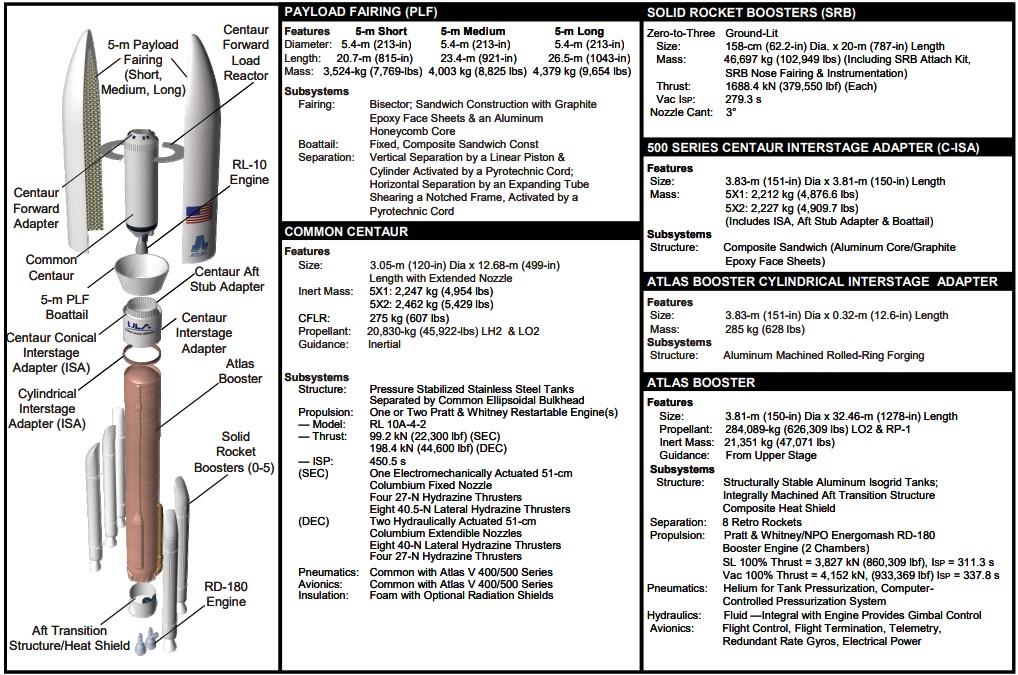 5-m Payload
Fairing
(Short,
Medium, Long)
Centaur
Forward
Load
Reactor
RL-10
Engine
Centaur
Forward
Adapter
Common
Centaur
5-m PLF
Boattail
Centaur Aft
Stub Adapter
ATLAS
ULA
Centaur Conical
Interstage
Adapter (ISA)
Centaur
Interstage
Adapter
Atlas
Booster
Cylindrical
Interstage
Adapter (ISA)
Solid
Rocket
Boosters (0-5)
RD-180
Engine
Aft Transition
Structure/Heat Shield
PAYLOAD FAIRING (PLF)
Features 5-m Short 5-m Medium 5-m Long
Diameter: 5.4-m (213-in) 5.4-m (213-in) 5.4-m (213-in)
Length: 20.7-m (815-in) 23.4-m (921-in) 26.5-m (1043-in)
Mass: 3,524-kg (7,769-lbs) 4,003 kg (8,825 lbs) 4,379 kg (9,654 lbs)
Subsystems
Fairing: Bisector; Sandwich Construction with Graphite
Epoxy Face Sheets & an Aluminum
Honeycomb Core
Boattail: Fixed, Composite Sandwich Const
Separation: Vertical Separation by a Linear Piston &
Cylinder Activated by a Pyrotechnic Cord;
Horizontal Separation by an Expanding Tube
Shearing a Notched Frame, Activated by a
Pyrotechnic Cord
COMMON CENTAUR
Features
Size: 3.05-m (120-in) Dia x 12.68-m (499-in)
Length with Extended Nozzle
Inert Mass: 5X1: 2,247 kg (4,954 lbs)
5X2: 2,462 kg (5,429 lbs)
CFLR: 275 kg (607 lbs)
Propellant: 20,830-kg (45,922-lbs) LH2 & LO2
Guidance: Inertial
Subsystems
Structure: Pressure Stabilized Stainless Steel Tanks
Separated by Common Ellipsoidal Bulkhead
Propulsion: One or Two Pratt & Whitney Restartable Engine(s)
— Model: RL 10A-4-2
— Thrust: 99.2 kN (22,300 lbf) (SEC)
198.4 kN (44,600 lbf) (DEC)
— ISP: 450.5 s
(SEC) One Electromechanically Actuated 51-cm
Columbium Fixed Nozzle
Four 27-N Hydrazine Thrusters
Eight 40.5-N Lateral Hydrazine Thrusters
(DEC) Two Hydraulically Actuated 51-cm
Columbium Extendible Nozzles
Eight 40-N Lateral Hydrazine Thrusters
Four 27-N Hydrazine Thrusters
Pneumatics: Common with Atlas V 400/500 Series
Avionics: Common with Atlas V 400/500 Series
Insulation: Foam with Optional Radiation Shields
SOLID ROCKET BOOSTERS (SRB)
Zero-to-Three Ground-Lit
Size: 158-cm (62.2-in) Dia. x 20-m (787-in) Length
Mass: 46,697 kg (102,949 lbs) (Including SRB Attach Kit,
SRB Nose Fairing & Instrumentation)
Thrust: 1688.4 kN (379,550 lbf) (Each)
Vac ISP: 279.3 s
Nozzle Cant: 3°
500 SERIES CENTAUR INTERSTAGE ADAPTER (C-ISA)
Features
Size: 3.83-m (151-in) Dia x 3.81-m (150-in) Length
Mass: 5X1: 2,212 kg (4,876.6 lbs)
5X2: 2,227 kg (4,909.7 lbs)
(Includes ISA, Aft Stub Adapter & Boattail)
Subsystems
Structure: Composite Sandwich (Aluminum Core/Graphite
Epoxy Face Sheets)
ATLAS BOOSTER CYLINDRICAL INTERSTAGE ADAPTER
Features
Size: 3.83-m (151-in) Dia x 0.32-m (12.6-in) Length
Mass: 285 kg (628 lbs)
Subsystems
Structure: Aluminum Machined Rolled-Ring Forging
ATLAS BOOSTER
Features
Size: 3.81-m (150-in) Dia x 32.46-m (1278-in) Length
Propellant: 284,089-kg (626,309 lbs) LO2 & RP-1
Inert Mass: 21,351 kg (47,071 lbs)
Guidance: From Upper Stage
Subsystems
Structure: Structurally Stable Aluminum Isogrid Tanks;
Integrally Machined Aft Transition Structure
Composite Heat Shield
Separation: 8 Retro Rockets
Propulsion: Pratt & Whitney/NPO Energomash RD-180
Booster Engine (2 Chambers)
SL 100% Thrust = 3,827 kN (860,309 lbf), ISP = 311.3 s
Vac 100% Thrust = 4,152 kN, (933,369 lbf) ISP = 337.8 s
Pneumatics: Helium for Tank Pressurization, Computer-
Controlled Pressurization System
Hydraulics: Fluid —Integral with Engine Provides Gimbal Control
Avionics: Flight Control, Flight Termination, Telemetry,
Redundant Rate Gyros, Electrical Power